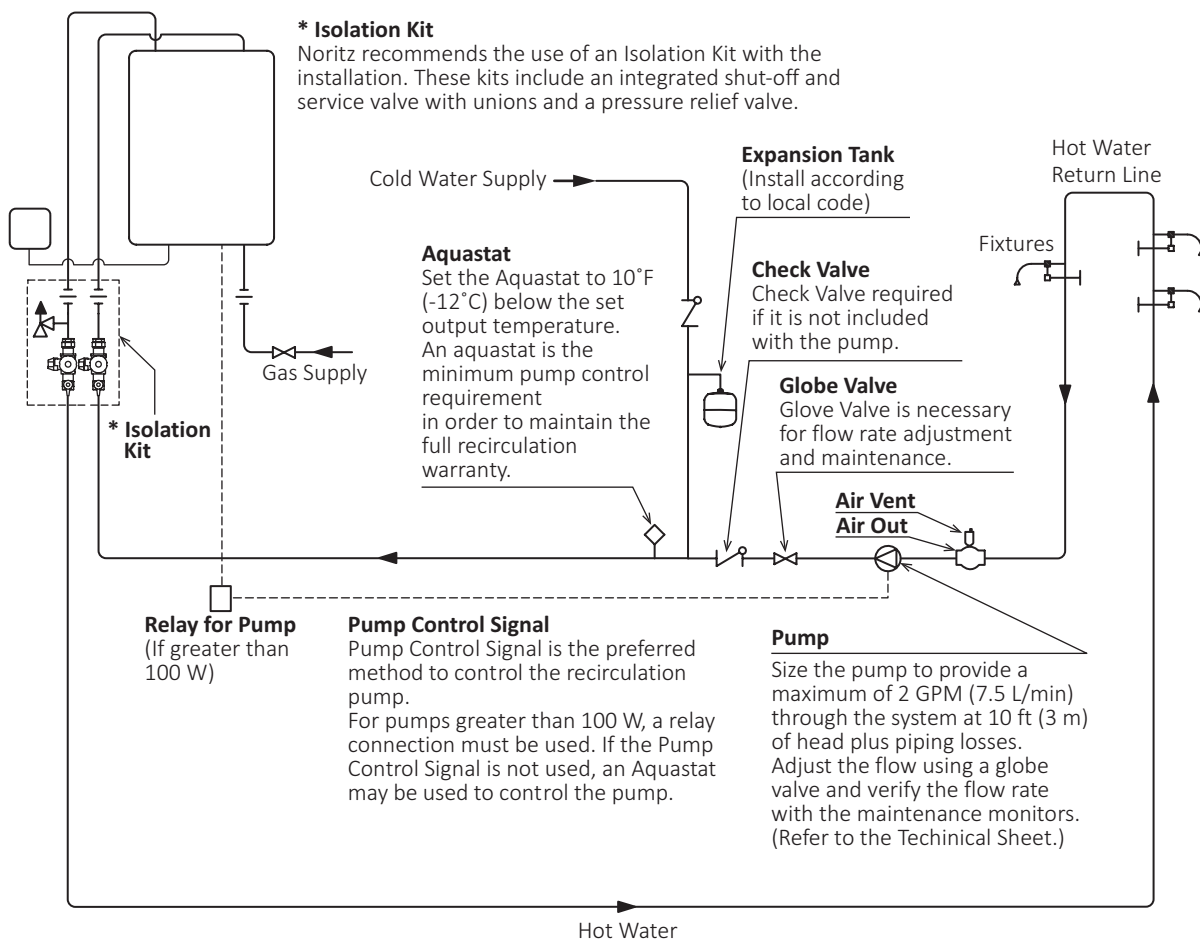 * Isolation Kit
Noritz recommends the use of an Isolation Kit with the
installation. These kits include an integrated shut-off and
service valve with unions and a pressure relief valve.
Cold Water Supply
Expansion Tank
(Install according
to local code)
Hot Water
Return Line
Fixtures
Aquastat
Set the Aquastat to 10˚F
(-12˚C) below the set
output temperature.
An aquastat is the
minimum pump control
requirement
in order to maintain the
full recirculation
warranty.
Check Valve
Check Valve required
if it is not included
with the pump.
Gas Supply
Globe Valve
Glove Valve is necessary
for flow rate adjustment
and maintenance.
* Isolation
Kit
Air Vent
Air Out
Relay for Pump
(If greater than
100 W)
Pump Control Signal
Pump Control Signal is the preferred
method to control the recirculation
pump.
For pumps greater than 100 W, a relay
connection must be used. If the Pump
Control Signal is not used, an Aquastat
may be used to control the pump.
Pump
Size the pump to provide a
maximum of 2 GPM (7.5 L/min)
through the system at 10 ft (3 m)
of head plus piping losses.
Adjust the flow using a globe
valve and verify the flow rate
with the maintenance monitors.
(Refer to the Techinical Sheet.)
Hot Water